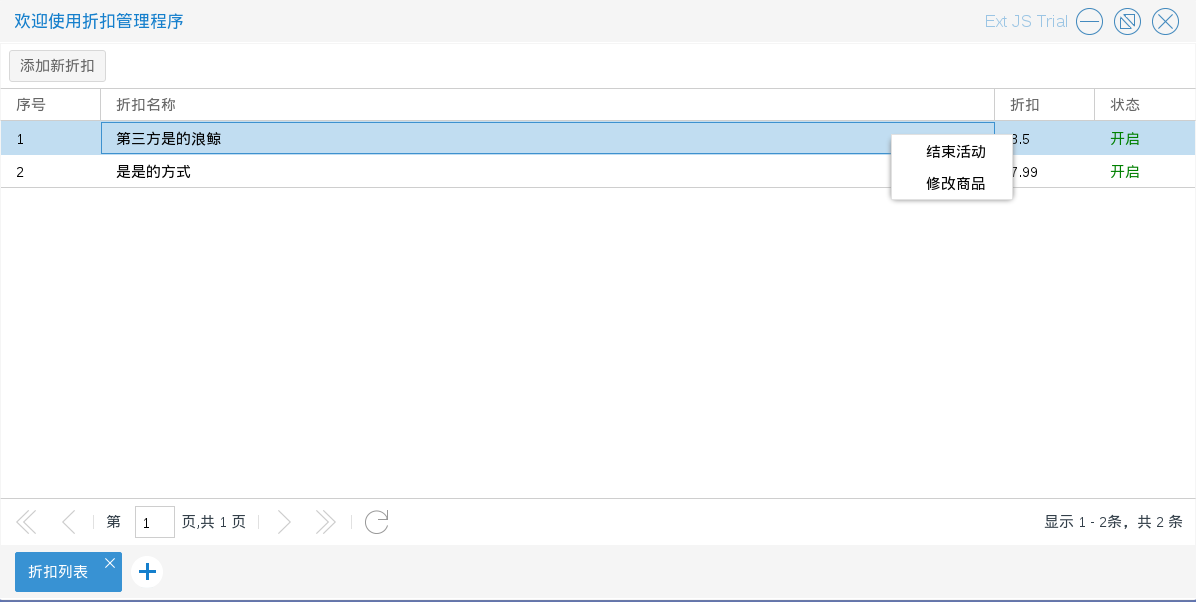 欢迎使用折扣管理程序
Ext JS Trial
添加新折扣
序号 折扣名称 折扣 状态
1 第三方是的浪鲸 .5 开启
2 是是的方式 7.99 开启
结束活动
修改商品
第 1 页,共 1 页
显示 1 - 2条，共 2 条
折扣列表